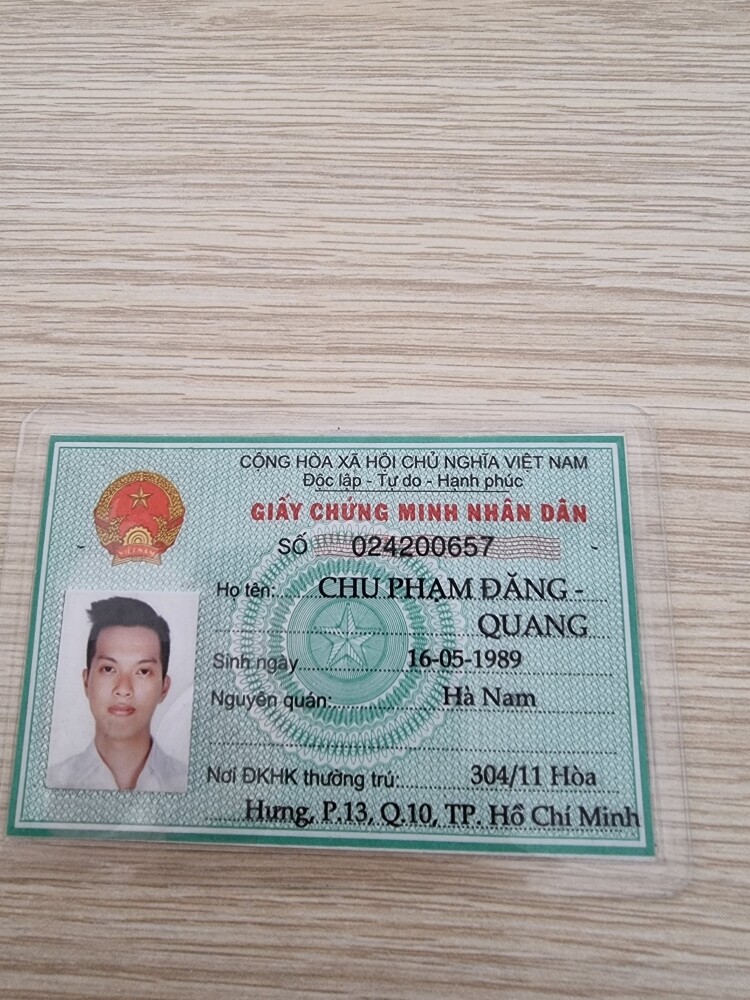 CỘNG HÒA XÃ HỘI CHỦ NGHĨA VIỆT NAM
Độc lập - Tự do - Hạnh phúc
GIẤY CHỨNG MINH NHÂN DÂN
SỐ 024200657
Họ tên: CHU PHẠM ĐĂNG -
QUANG
Sinh ngày 16-05-1989
Nguyên quán: Hà Nam
Nơi ĐKHK thường trú: 304/11 Hòa
Hưng, P.13, Q.10, TP. Hồ Chí Minh
VIỆT NAM